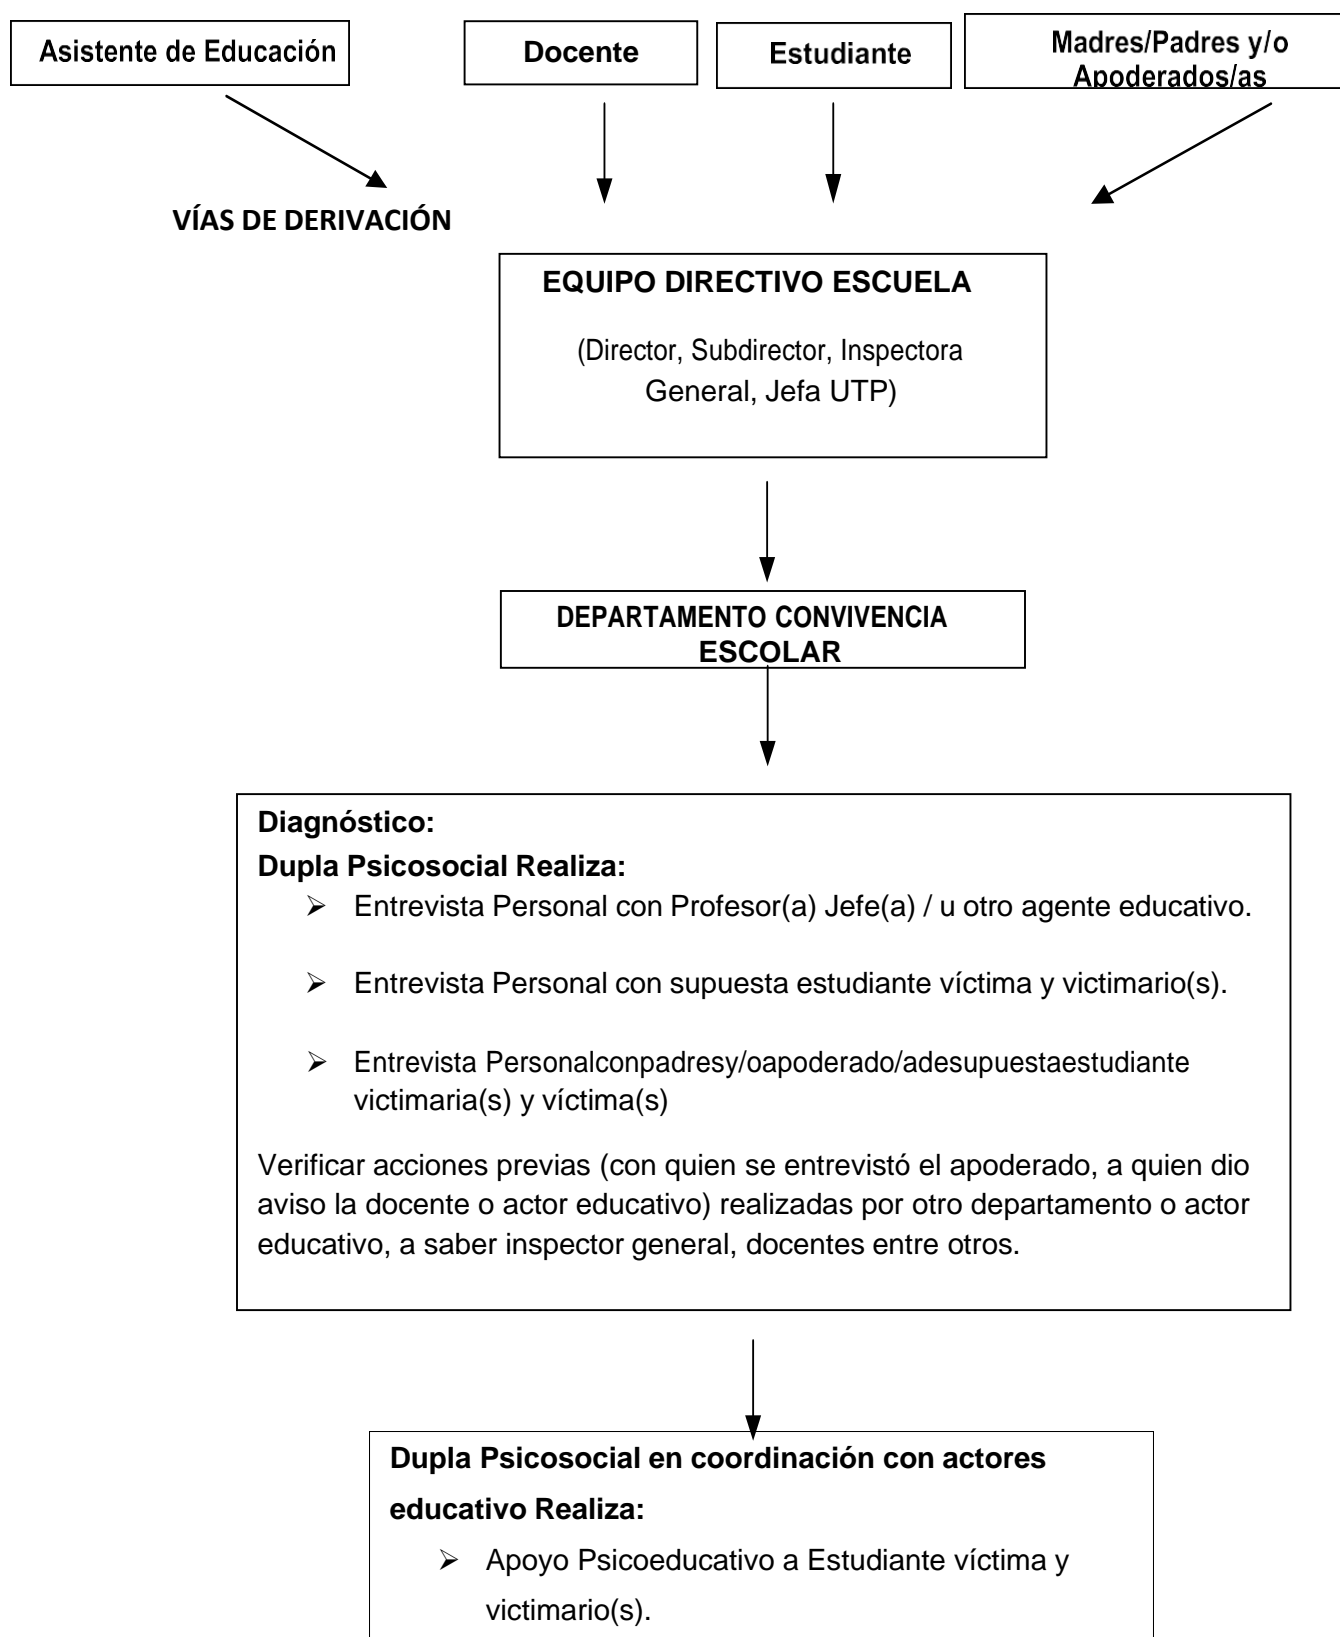 Asistente de Educación
Docente
Estudiante
Madres/Padres y/o
Apoderados/as
VÍAS DE DERIVACIÓN
EQUIPO DIRECTIVO ESCUELA
(Director, Subdirector, Inspectora
General, Jefa UTP)
DEPARTAMENTO CONVIVENCIA
ESCOLAR
Diagnóstico:
Dupla Psicosocial Realiza:
➢ Entrevista Personal con Profesor(a) Jefe(a) / u otro agente educativo.
➢ Entrevista Personal con supuesta estudiante víctima y victimario(s).
➢ Entrevista Personalconpadresy/oapoderado/adesupuestaestudiante
victimaria(s) y víctima(s)
Verificar acciones previas (con quien se entrevistó el apoderado, a quien dio
aviso la docente o actor educativo) realizadas por otro departamento o actor
educativo, a saber inspector general, docentes entre otros.
Dupla Psicosocial en coordinación con actores
educativo Realiza:
➢ Apoyo Psicoeducativo a Estudiante víctima y
victimario(s).